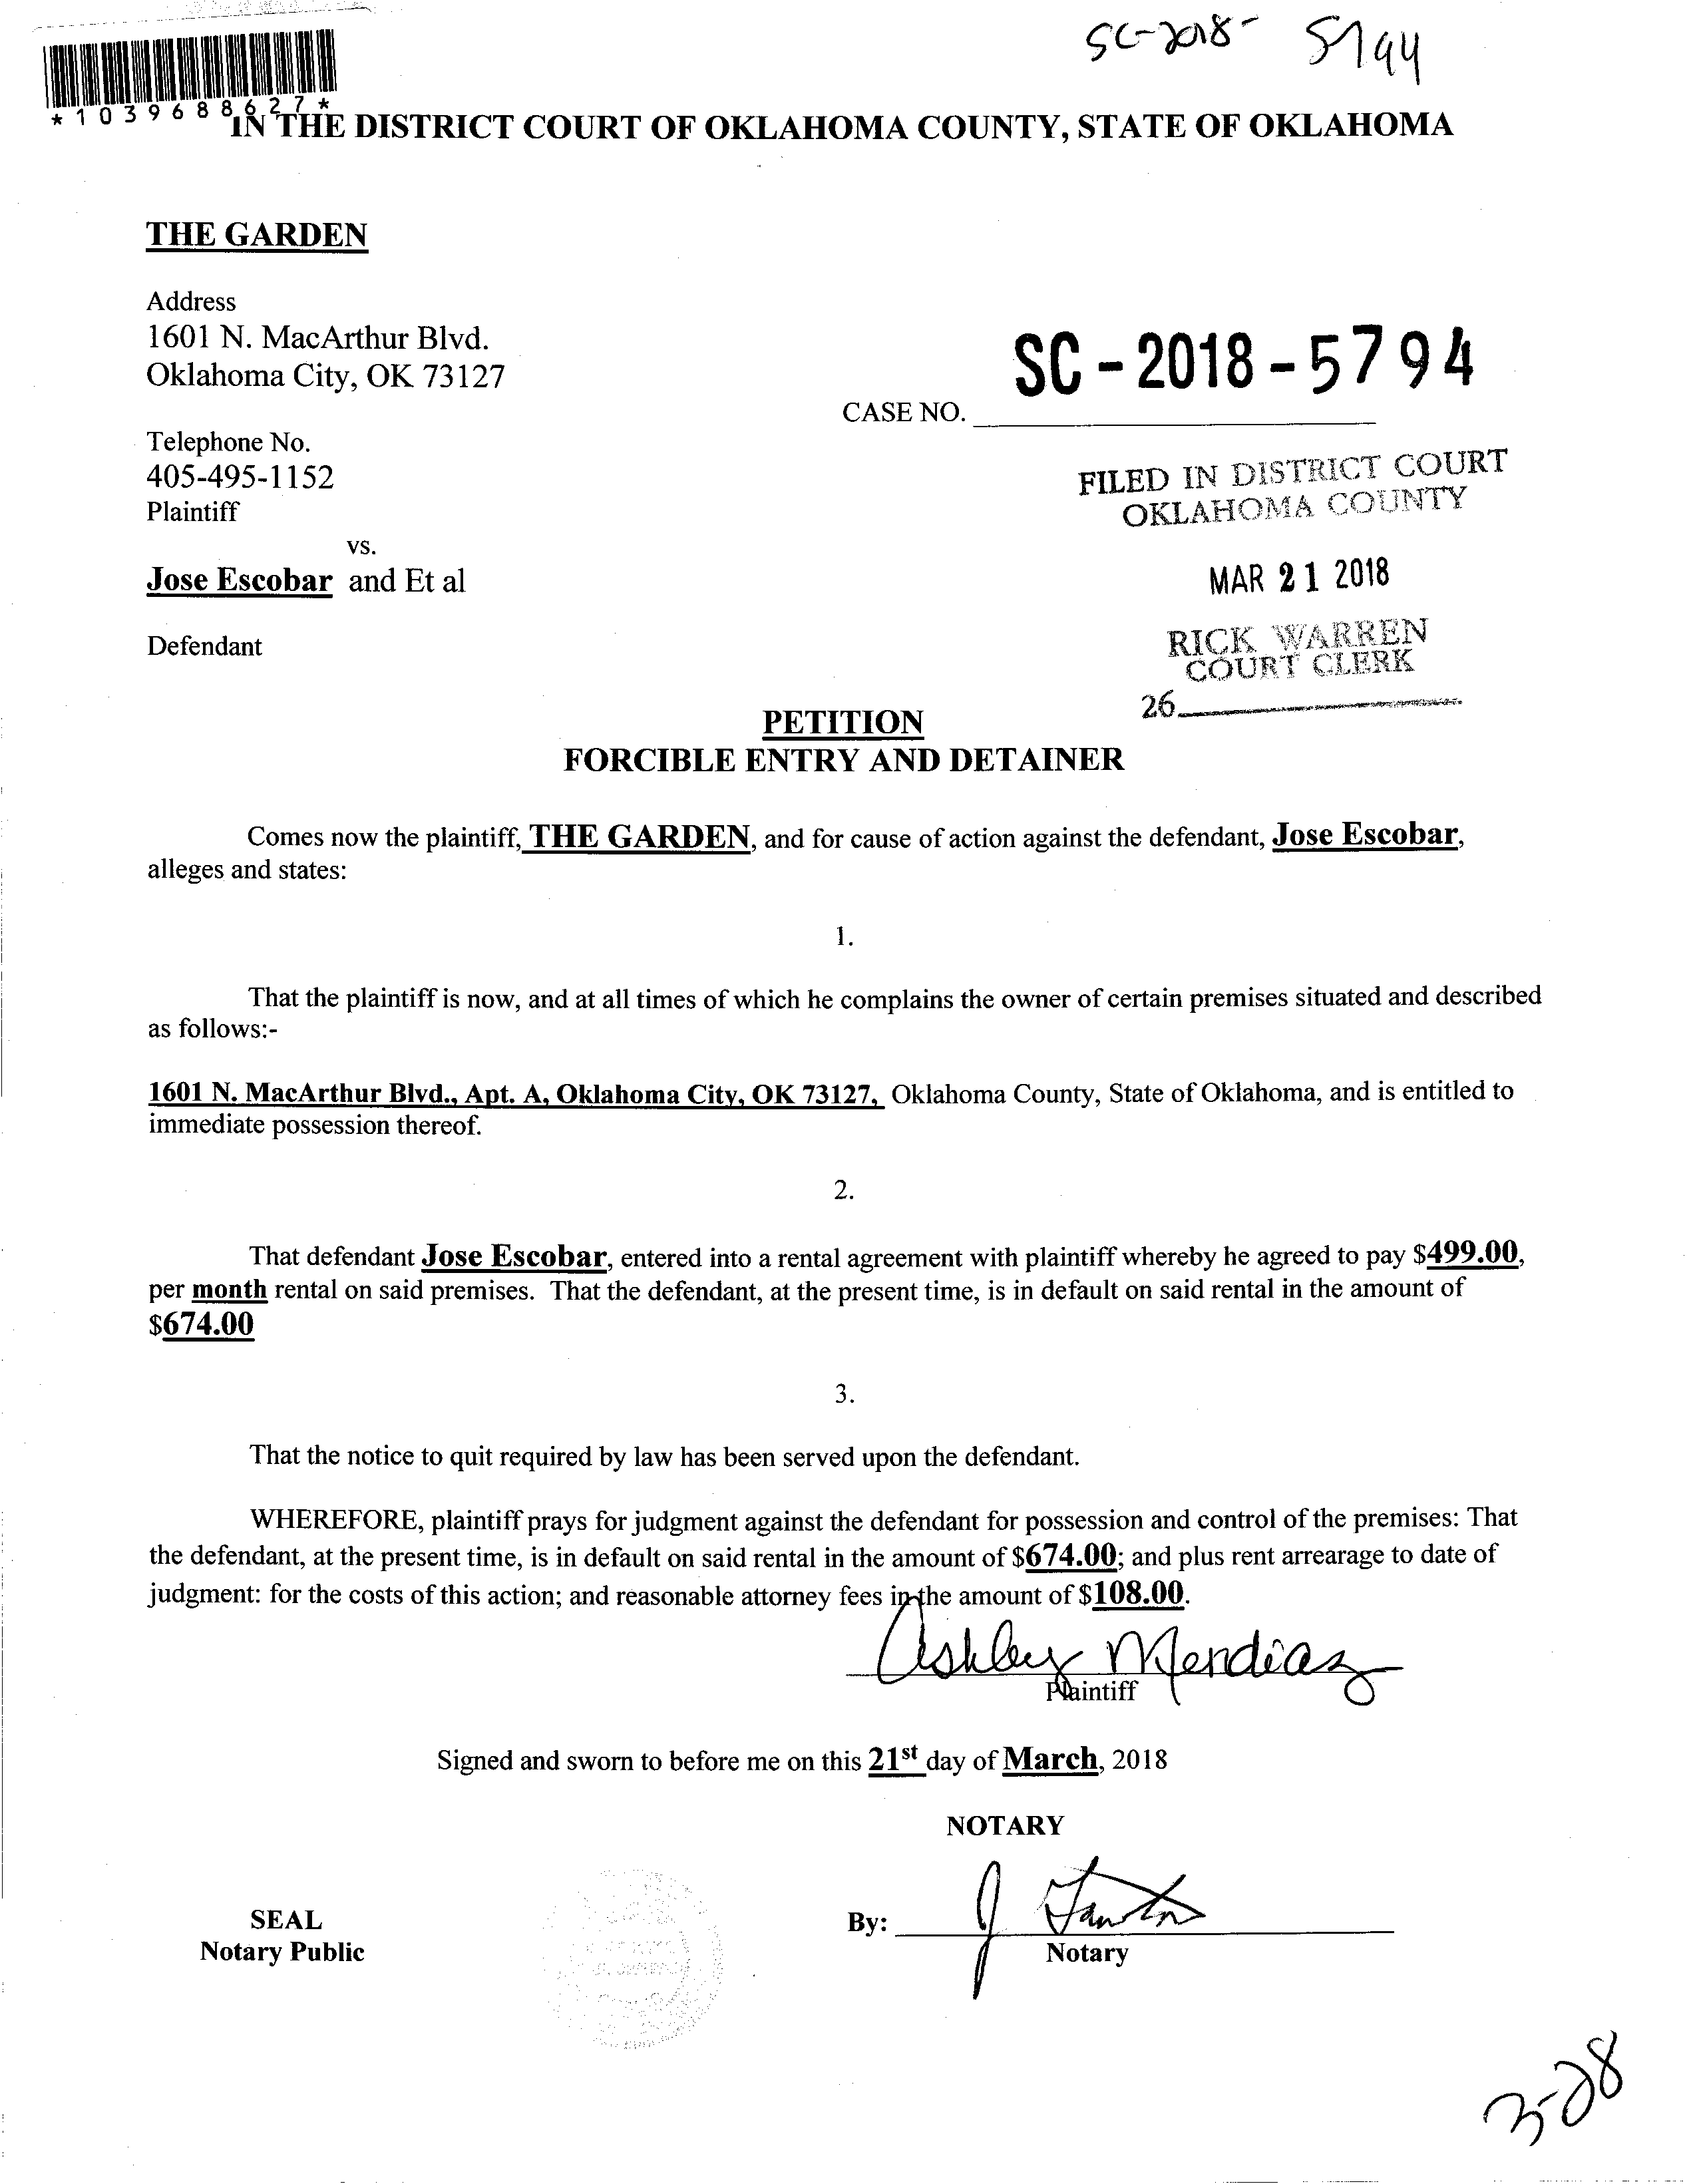 SC-2018- 5794
*1039688627*
IN THE DISTRICT COURT OF OKLAHOMA COUNTY, STATE OF OKLAHOMA
THE GARDEN
Address
1601 N. MacArthur Blvd.
Oklahoma City, OK 73127
SC-2018-5794
CASE NO.
Telephone No.
405-495-1152
Plaintiff
FILED IN DISTRICT COURT
OKLAHOMA COUNTY
vs.
Jose Escobar and Et al
MAR 21 2018
Defendant
RICK WARREN
COURT CLERK
26
PETITION
FORCIBLE ENTRY AND DETAINER
Comes now the plaintiff, THE GARDEN, and for cause of action against the defendant, Jose Escobar,
alleges and states:
1.
That the plaintiff is now, and at all times of which he complains the owner of certain premises situated and described
as follows:-
1601 N. MacArthur Blvd., Apt. A, Oklahoma City, OK 73127, Oklahoma County, State of Oklahoma, and is entitled to
immediate possession thereof.
2.
That defendant Jose Escobar, entered into a rental agreement with plaintiff whereby he agreed to pay $499.00,
per month rental on said premises. That the defendant, at the present time, is in default on said rental in the amount of
$674.00
3.
That the notice to quit required by law has been served upon the defendant.
WHEREFORE, plaintiff prays for judgment against the defendant for possession and control of the premises: That
the defendant, at the present time, is in default on said rental in the amount of $674.00; and plus rent arrearage to date of
judgment: for the costs of this action; and reasonable attorney fees in the amount of $108.00.
Ashley Mendiaz
Plaintiff
Signed and sworn to before me on this 21st day of March, 2018
NOTARY
SEAL
Notary Public
By: J
Notary
3-28